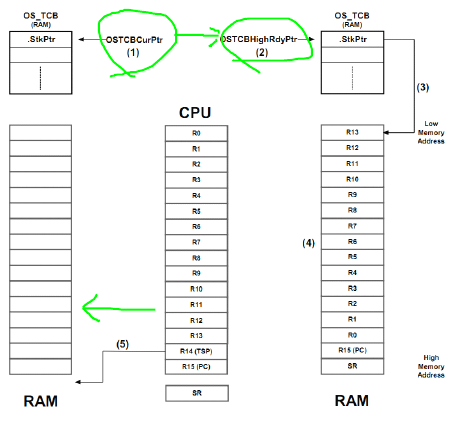 OS_TCB
(RAM)
.StkPtr
OSTCBCurPtr
(1)
OSTCBHighRdyPtr
(2)
OS_TCB
(RAM)
.StkPtr
(3)
CPU
Low
Memory
Address
R0
R1
R2
R3
R4
R5
R6
R7
R8
R9
R10
R11
R12
R13
R14 (TSP)
R15 (PC)
SR
(5)
RAM
R13
R12
R11
R10
R9
R8
R7
R6
R5
R4
R3
R2
R1
R0
R15 (PC)
SR
(4)
High
Memory
Address
RAM